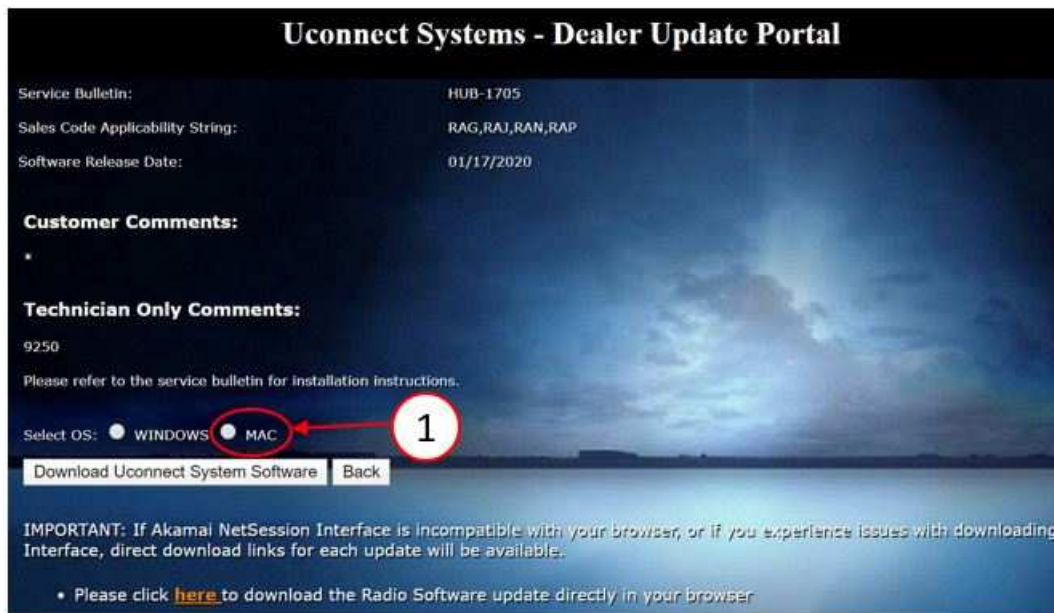 Uconnect Systems - Dealer Update Portal
Service Bulletin: HUB-1705
Sales Code Applicability String: RAG,RAJ,RAN,RAP
Software Release Date: 01/17/2020
Customer Comments:
*
Technician Only Comments:
9250
Please refer to the service bulletin for installation instructions.
Select OS: WINDOWS MAC 1
Download Uconnect System Software Back
IMPORTANT: If Akamai NetSession Interface is incompatible with your browser, or if you experience issues with downloading
Interface, direct download links for each update will be available.
• Please click here to download the Radio Software update directly in your browser